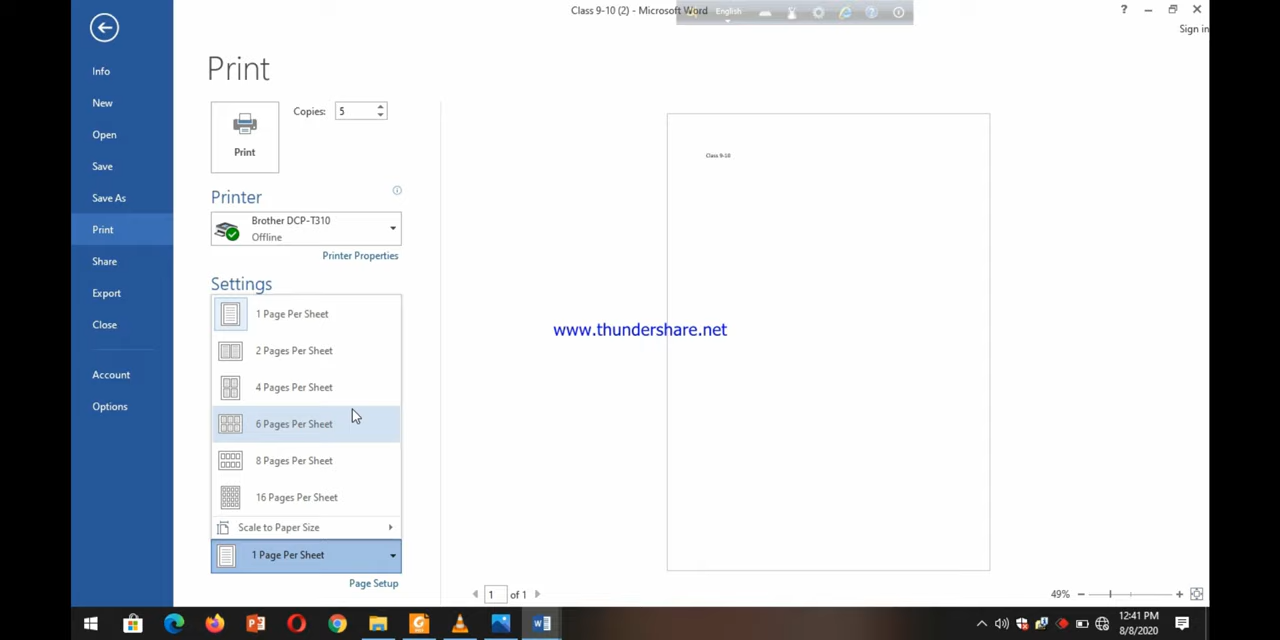 Class 9-10 (2) - Microsoft Word
English
Sign in
Info
New
Open
Save
Save As
Print
Share
Export
Close
Account
Options
Print
Copies: 5
Print
Printer
Brother DCP-T310
Offline
Printer Properties
Settings
1 Page Per Sheet
2 Pages Per Sheet
4 Pages Per Sheet
6 Pages Per Sheet
8 Pages Per Sheet
16 Pages Per Sheet
Scale to Paper Size
1 Page Per Sheet
Page Setup
Class 9-10
www.thundershare.net
1 of 1
49%
12:41 PM
8/8/2020